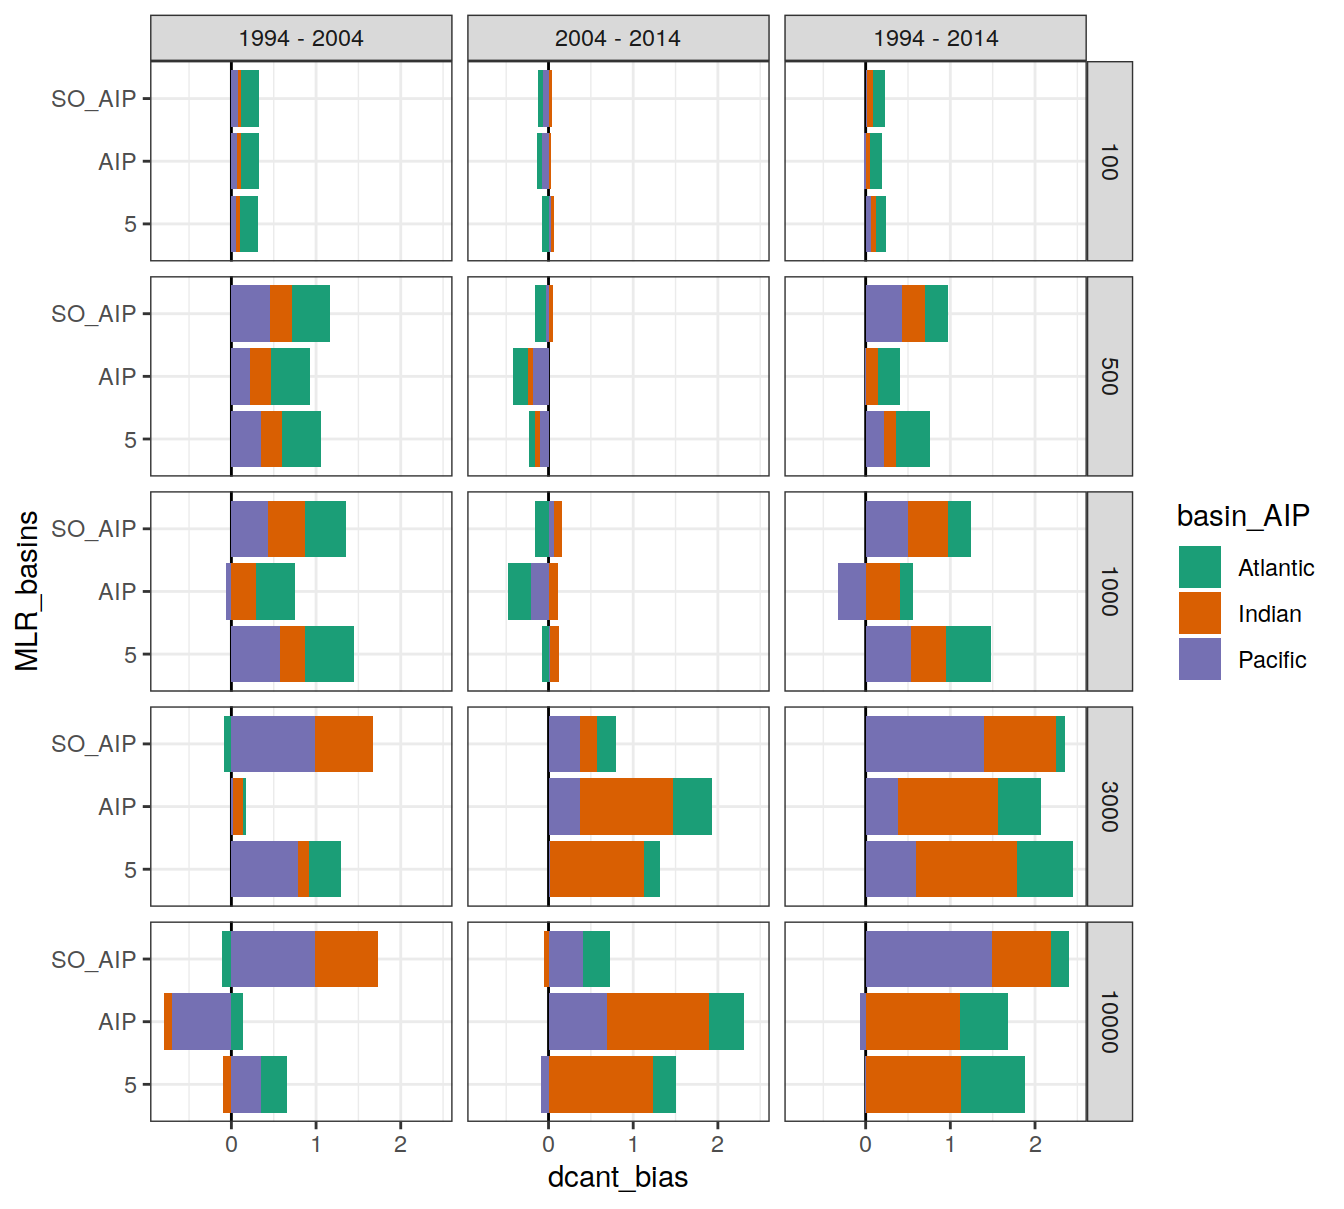 1994 - 2004
2004 - 2014
1994 - 2014
SO_AIP
AIP
5
100
SO_AIP
AIP
5
500
SO_AIP
AIP
5
1000
SO_AIP
AIP
5
3000
SO_AIP
AIP
5
10000
0 1 2
0 1 2
0 1 2
dcant_bias
MLR_basins
basin_AIP
Atlantic
Indian
Pacific